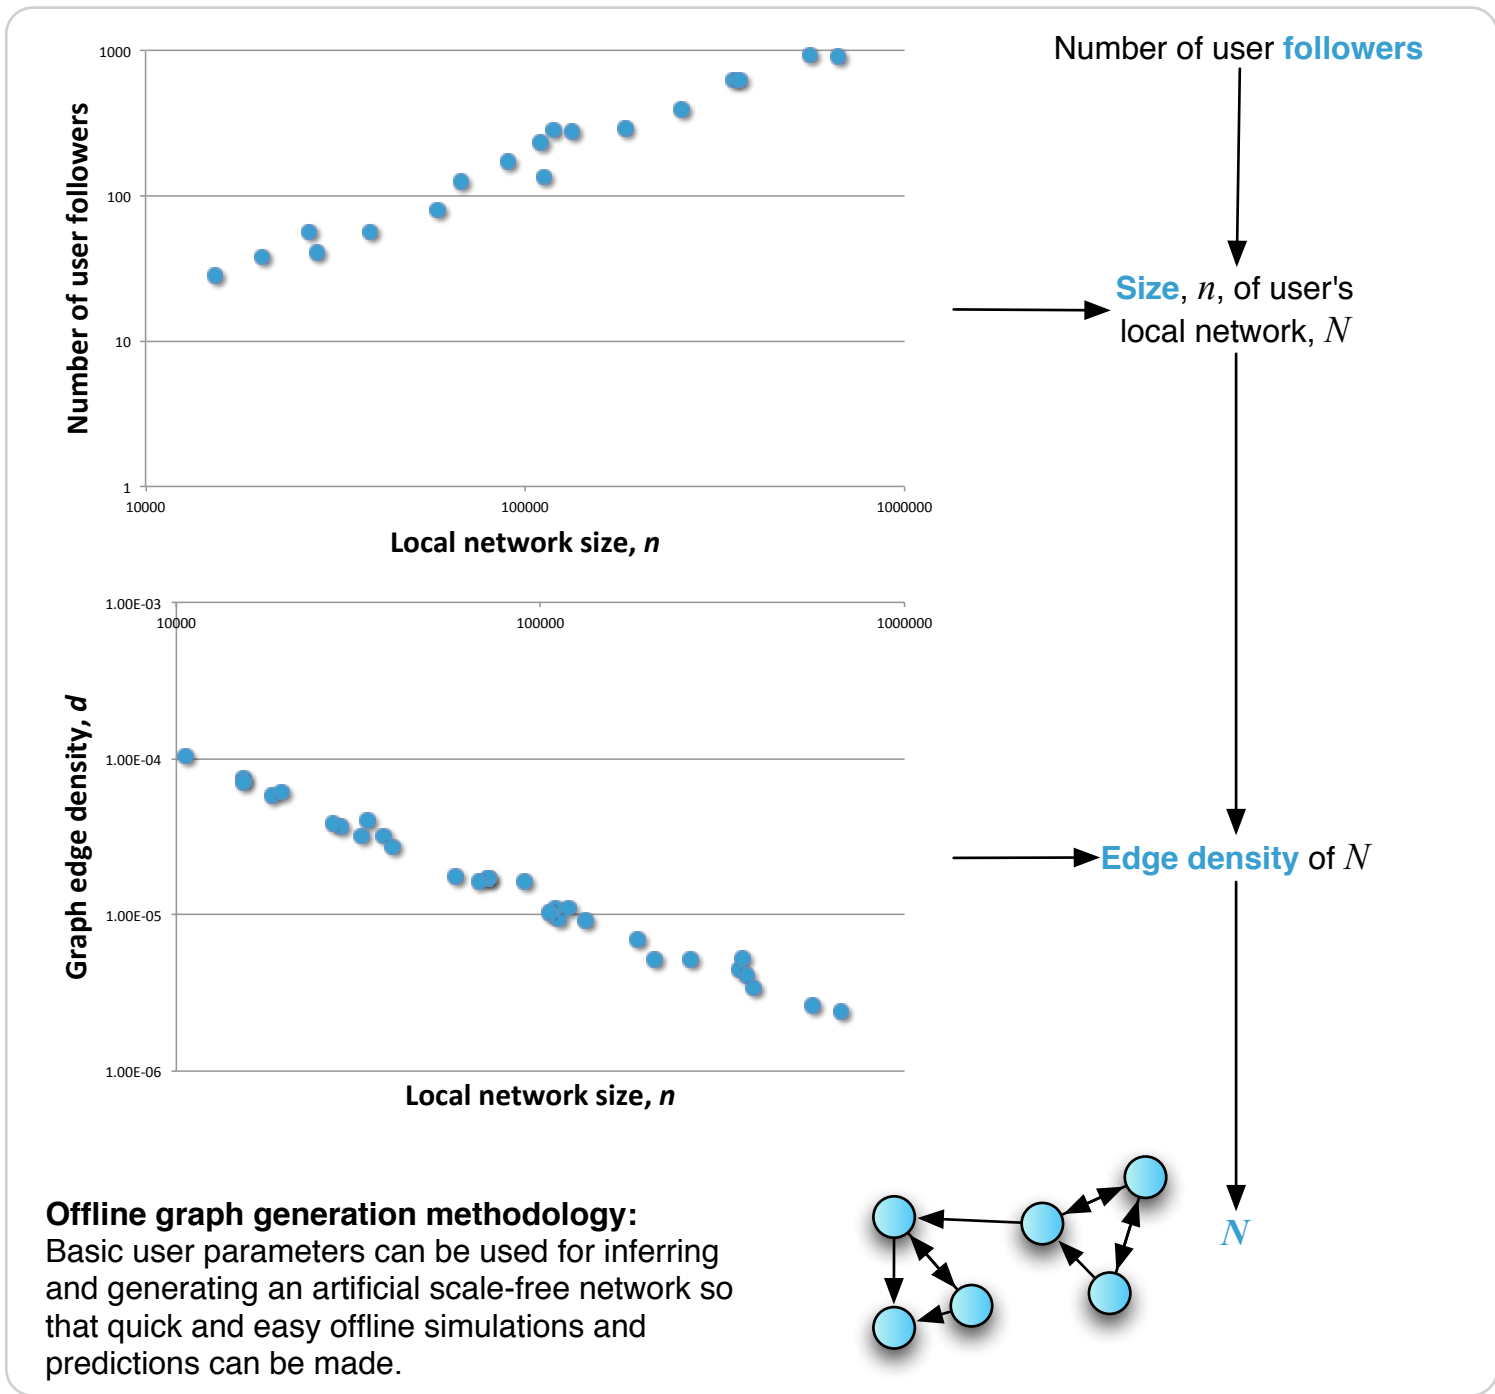 1000
100
10
1
10000
100000
1000000
Number of user followers
Local network size, n
Number of user followers
Size, n, of user's
local network, N
1.00E-03
1.00E-04
1.00E-05
1.00E-06
10000
100000
1000000
Graph edge density, d
Local network size, n
Edge density of N
N
Offline graph generation methodology:
Basic user parameters can be used for inferring
and generating an artificial scale-free network so
that quick and easy offline simulations and
predictions can be made.